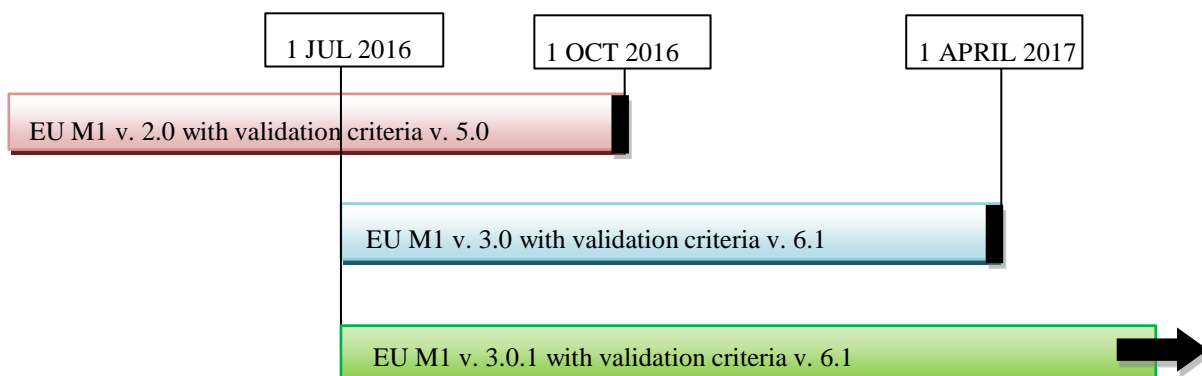 1 JUL 2016
1 OCT 2016
1 APRIL 2017
EU M1 v. 2.0 with validation criteria v. 5.0
EU M1 v. 3.0 with validation criteria v. 6.1
EU M1 v. 3.0.1 with validation criteria v. 6.1